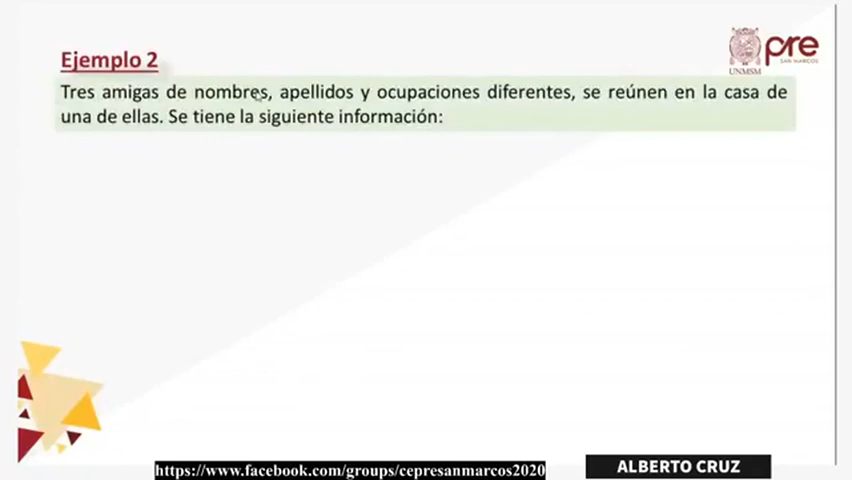 Ejemplo 2
pre
SAN MARCOS
UNMSM
Tres amigas de nombres, apellidos y ocupaciones diferentes, se reúnen en la casa de
una de ellas. Se tiene la siguiente información:
https://www.facebook.com/groups/cepresanmarcos2020
ALBERTO CRUZ